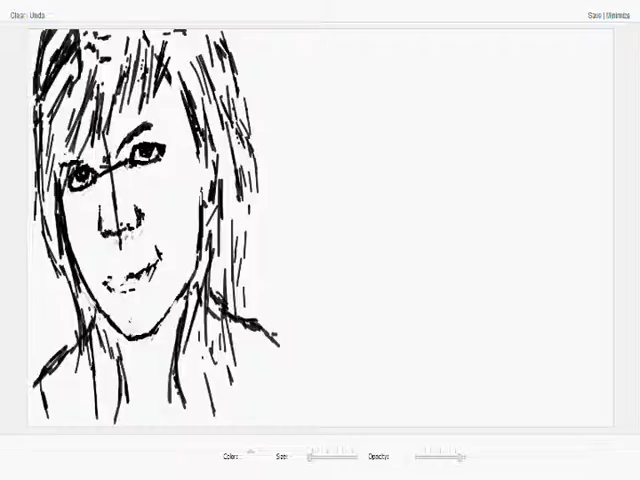 Clear | Undo
Save | Minimize
Color:
Size:
Opacity: